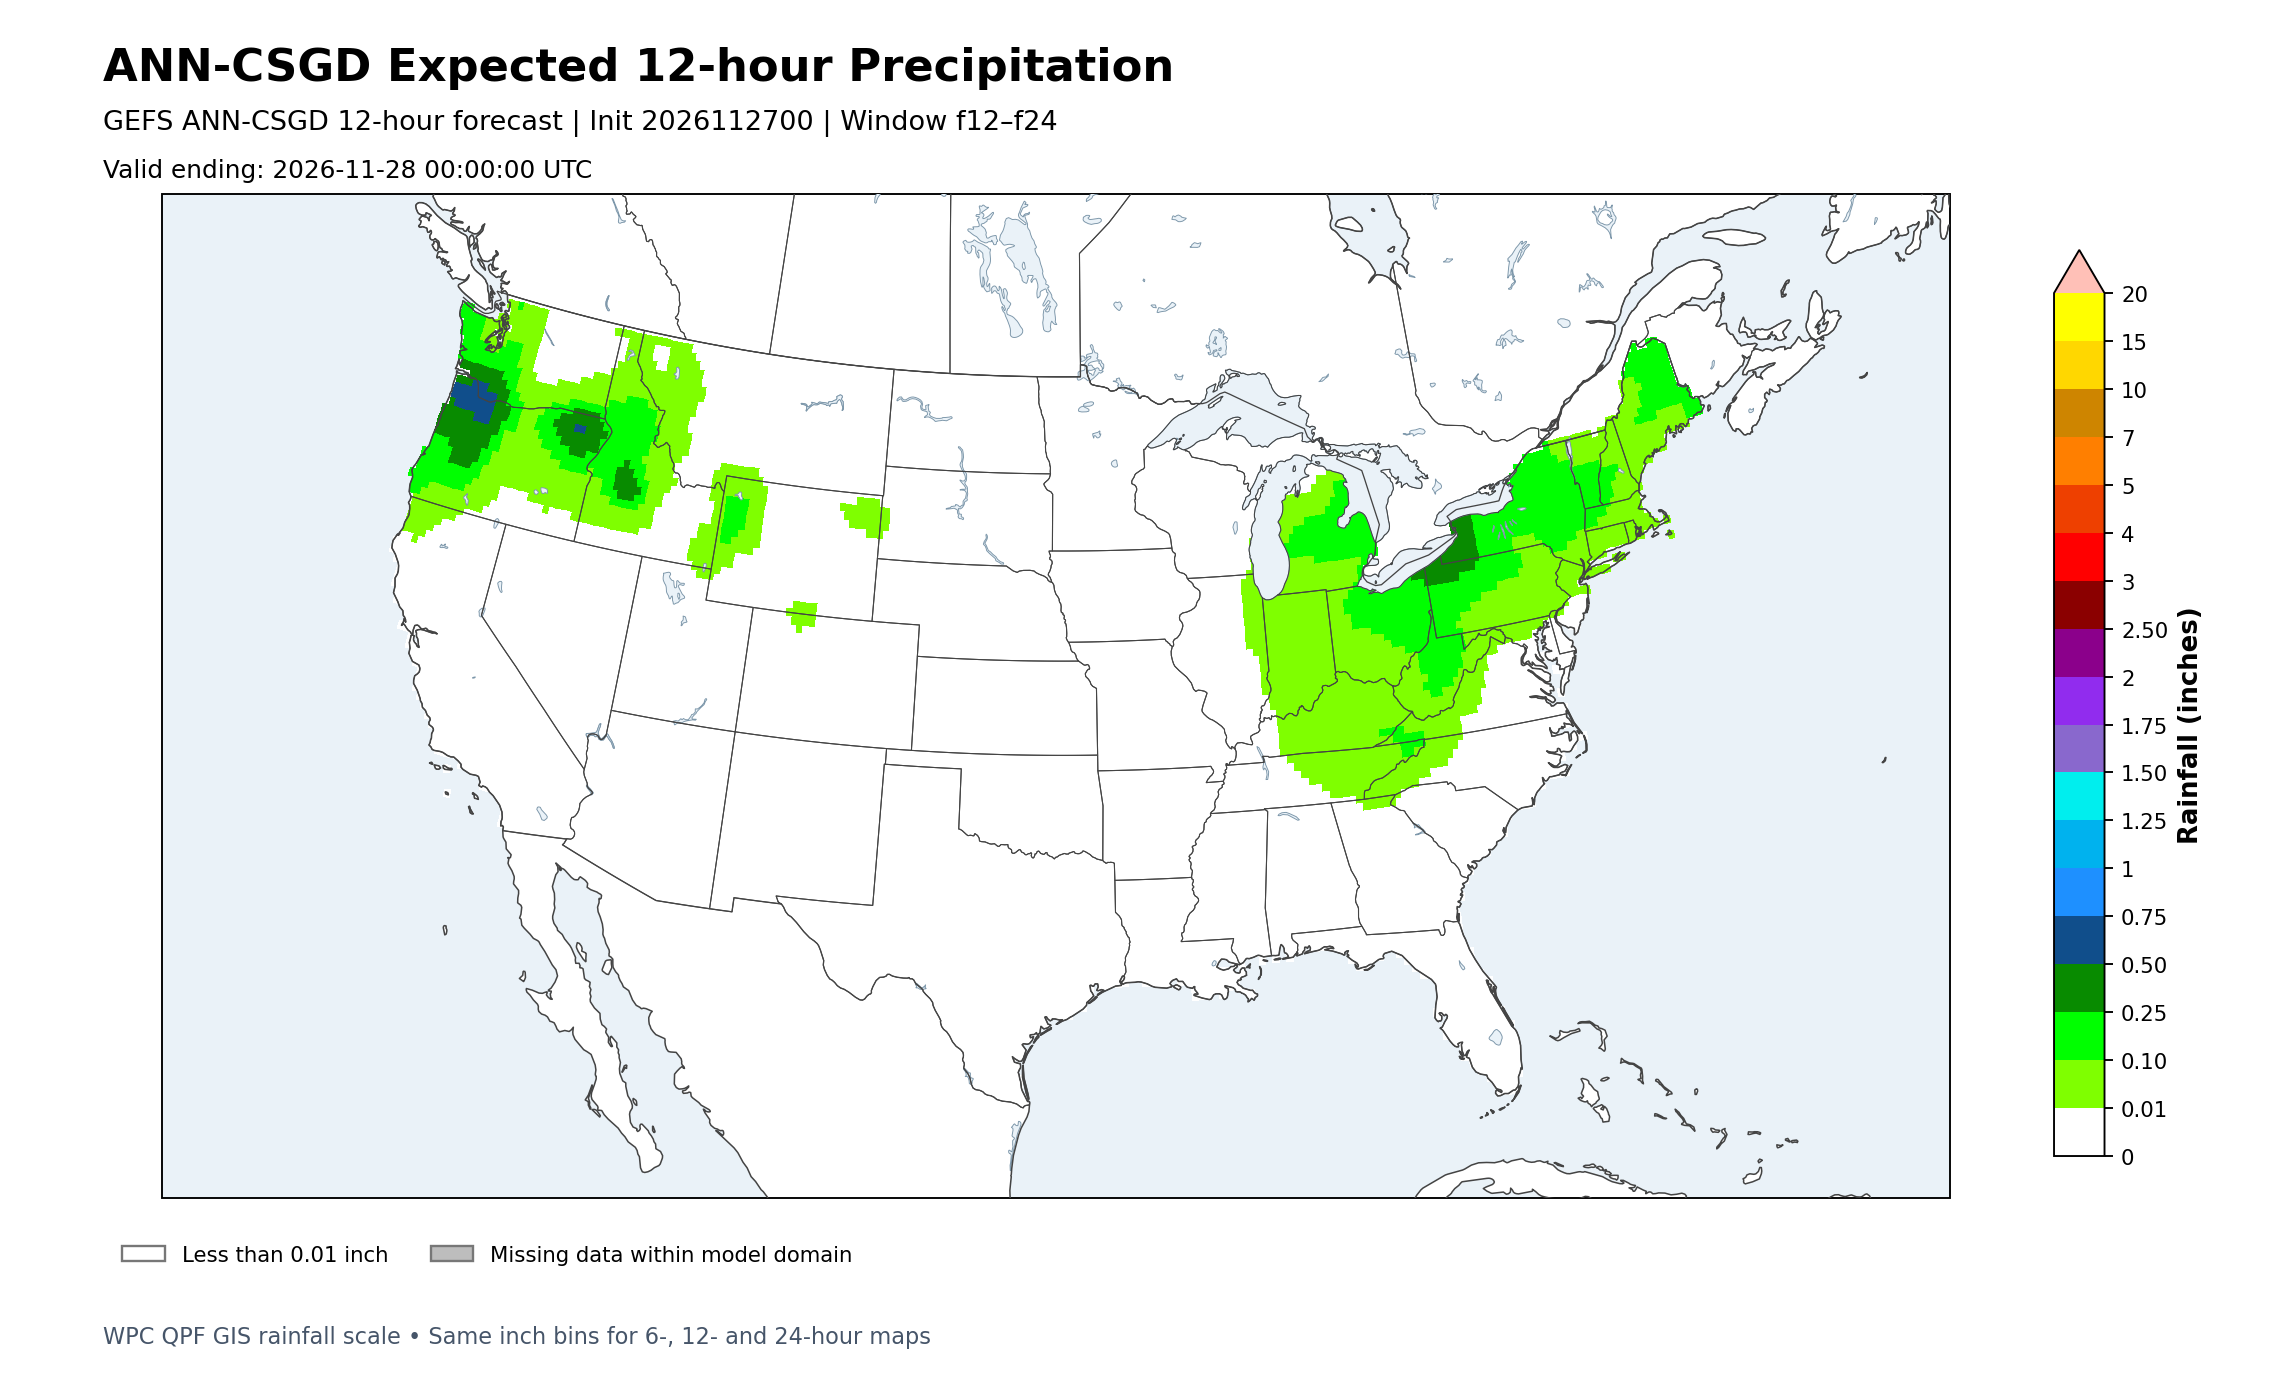 ANN-CSGD Expected 12-hour Precipitation
GEFS ANN-CSGD 12-hour forecast | Init 2026112700 | Window f12–f24
Valid ending: 2026-11-28 00:00:00 UTC
20
15
10
7
5
4
3
2.50
2
1.75
1.50
1.25
1
0.75
0.50
0.25
0.10
0.01
0
Rainfall (inches)
Less than 0.01 inch
Missing data within model domain
WPC QPF GIS rainfall scale • Same inch bins for 6-, 12- and 24-hour maps